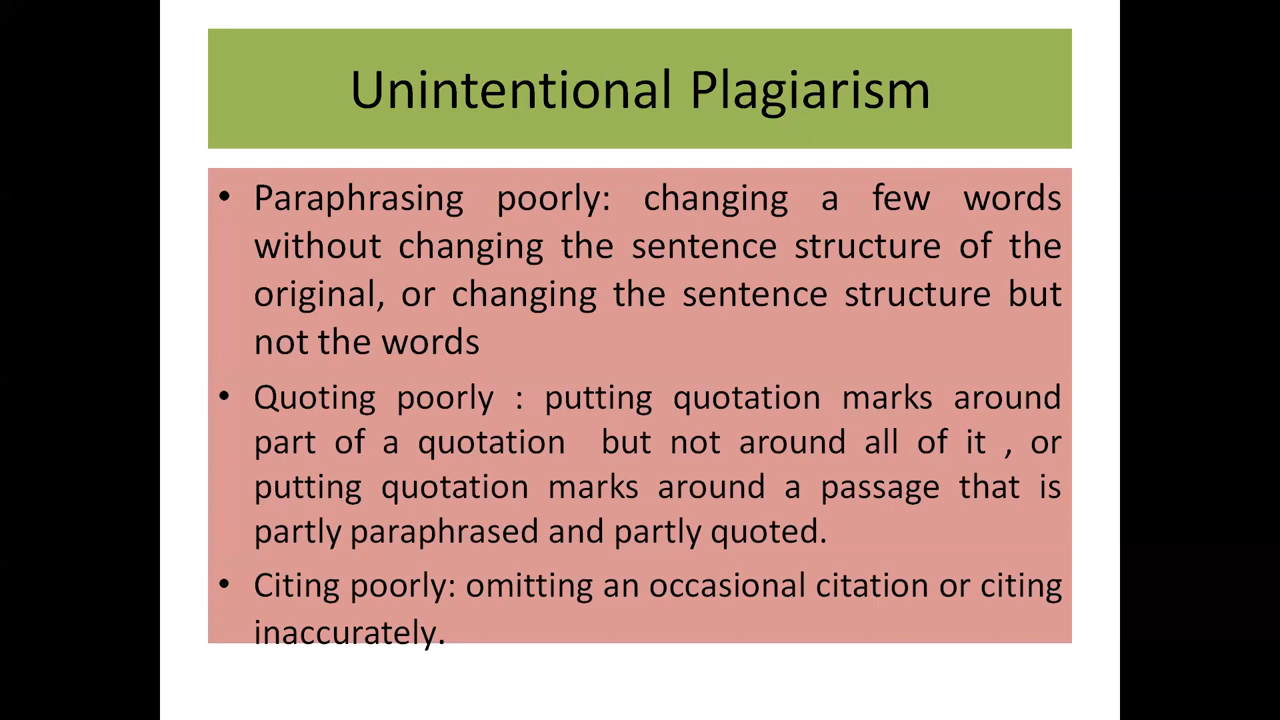 Unintentional Plagiarism
• Paraphrasing poorly: changing a few words
without changing the sentence structure of the
original, or changing the sentence structure but
not the words
• Quoting poorly : putting quotation marks around
part of a quotation but not around all of it , or
putting quotation marks around a passage that is
partly paraphrased and partly quoted.
• Citing poorly: omitting an occasional citation or citing
inaccurately.